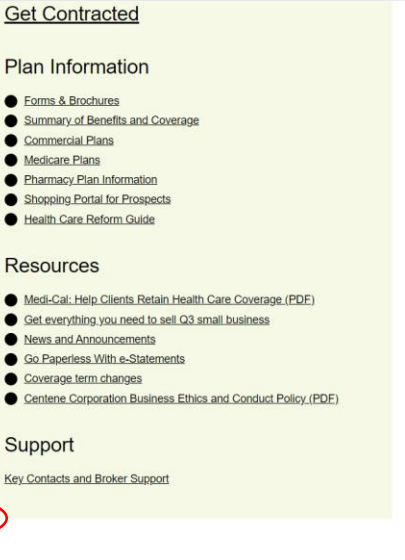 Get Contracted
Plan Information
Forms & Brochures
Summary of Benefits and Coverage
Commercial Plans
Medicare Plans
Pharmacy Plan Information
Shopping Portal for Prospects
Health Care Reform Guide
Resources
Medi-Cal: Help Clients Retain Health Care Coverage (PDF)
Get everything you need to sell Q3 small business
News and Announcements
Go Paperless With e-Statements
Coverage term changes
Centene Corporation Business Ethics and Conduct Policy (PDF)
Support
Key Contacts and Broker Support